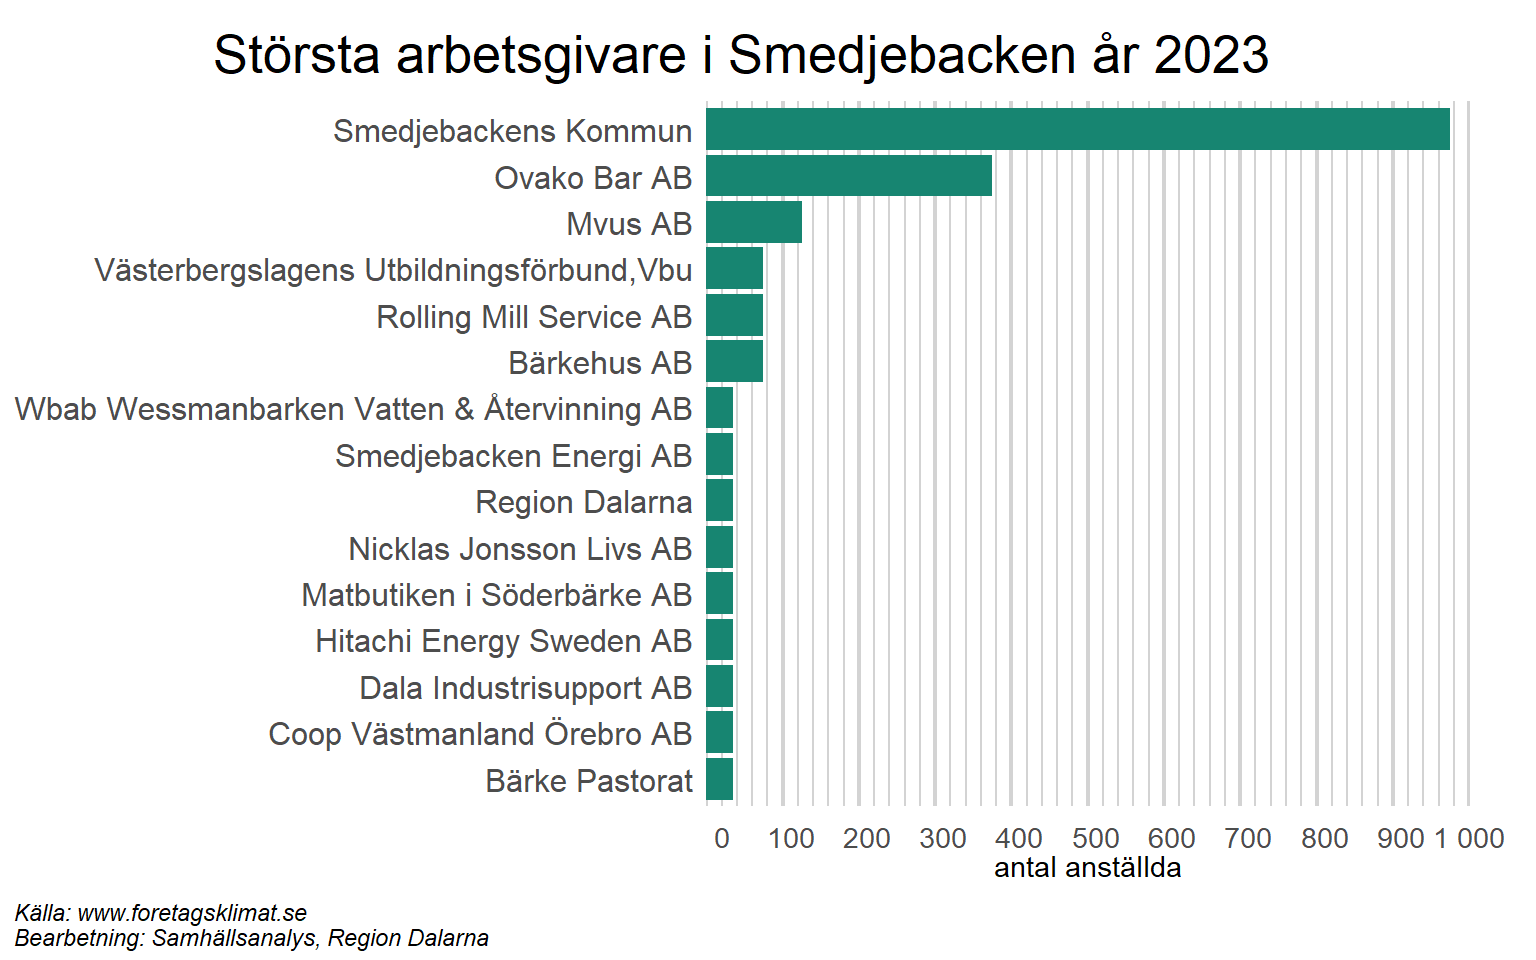 Största arbetsgivare i Smedjebacken år 2023
Smedjebackens Kommun
Ovako Bar AB
Mvus AB
Västerbergslagens Utbildningsförbund,Vbu
Rolling Mill Service AB
Bärkehus AB
Wbab Wessmanbarken Vatten & Återvinning AB
Smedjebacken Energi AB
Region Dalarna
Nicklas Jonsson Livs AB
Matbutiken i Söderbärke AB
Hitachi Energy Sweden AB
Dala Industrisupport AB
Coop Västmanland Örebro AB
Bärke Pastorat
0 100 200 300 400 500 600 700 800 900 1 000
antal anställda
Källa: www.foretagsklimat.se
Bearbetning: Samhällsanalys, Region Dalarna